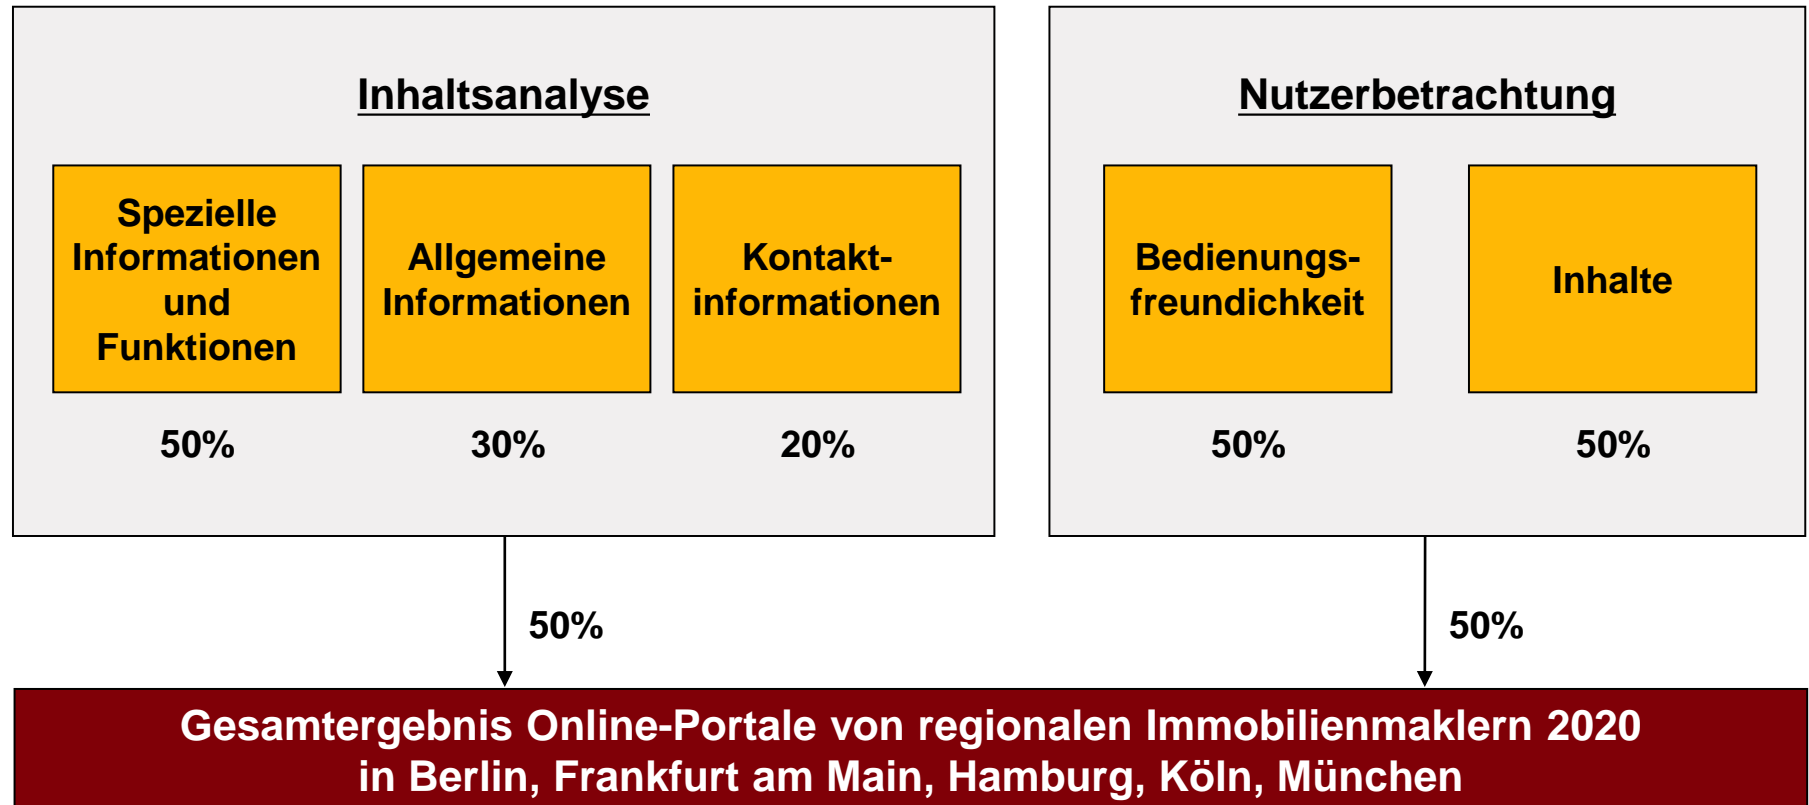 Inhaltsanalyse
Spezielle
Informationen
und
Funktionen
Allgemeine
Informationen
Kontakt-
informationen
50%
30%
20%
Nutzerbetrachtung
Bedienungs-
freundichkeit
Inhalte
50%
50%
50%
50%
Gesamtergebnis Online-Portale von regionalen Immobilienmaklern 2020
in Berlin, Frankfurt am Main, Hamburg, Köln, München